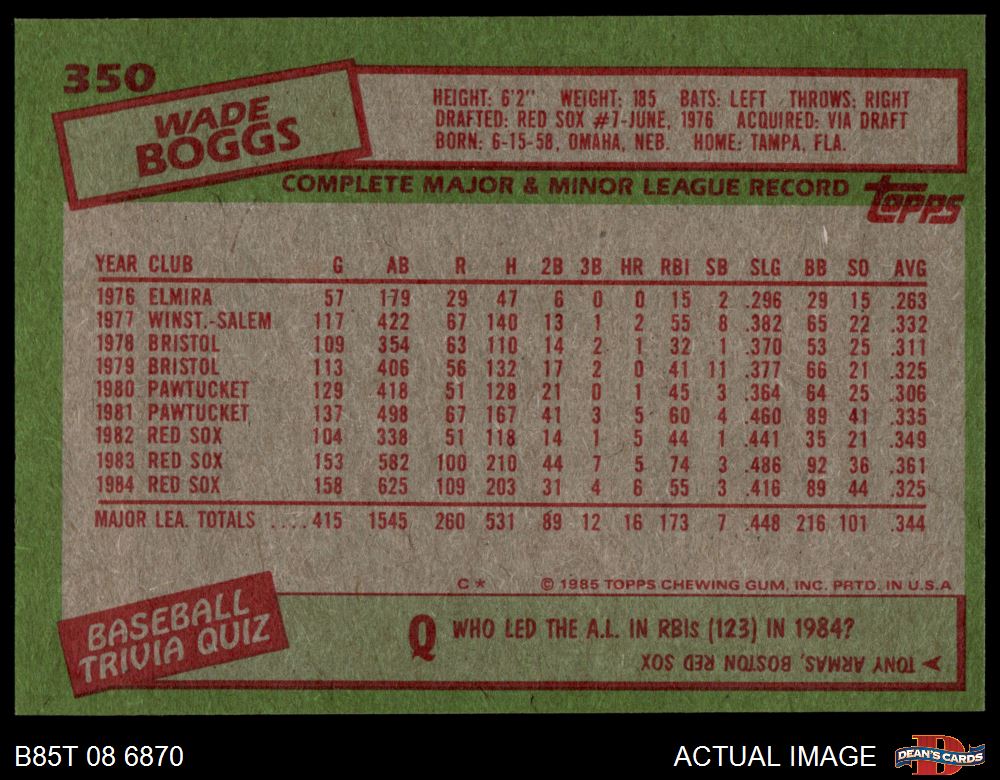 350
WADE
BOGGS
HEIGHT: 6'2" WEIGHT: 185 BATS: LEFT THROWS: RIGHT
DRAFTED: RED SOX #7-JUNE, 1976 ACQUIRED: VIA DRAFT
BORN: 6-15-58, OMAHA, NEB. HOME: TAMPA, FLA.
COMPLETE MAJOR & MINOR LEAGUE RECORD
topps
YEAR CLUB G AB R H 2B 3B HR RBI SB SLG BB SO AVG
1976 ELMIRA 57 179 29 47 6 0 0 15 2 .296 29 15 .263
1977 WINST.-SALEM 117 422 67 140 13 1 2 55 8 .382 65 22 .332
1978 BRISTOL 109 354 63 110 14 2 1 32 1 .370 53 25 .311
1979 BRISTOL 113 406 56 132 17 2 0 41 11 .377 66 21 .325
1980 PAWTUCKET 129 418 51 128 21 0 1 45 3 .364 64 25 .306
1981 PAWTUCKET 137 498 67 167 41 3 5 60 4 .460 89 41 .335
1982 RED SOX 104 338 51 118 14 1 5 44 1 .441 35 21 .349
1983 RED SOX 153 582 100 210 44 7 5 74 3 .486 92 36 .361
1984 RED SOX 158 625 109 203 31 4 6 55 3 .416 89 44 .325
MAJOR LEA. TOTALS ....415 1545 260 531 89 12 16 173 7 .448 216 101 .344
C * © 1985 TOPPS CHEWING GUM, INC. PRTD. IN U.S.A
BASEBALL
TRIVIA QUIZ
Q WHO LED THE A.L. IN RBIs (123) IN 1984?
TONY ARMAS, BOSTON RED SOX
B85T 08 6870
ACTUAL IMAGE
D
DEAN'S CARDS